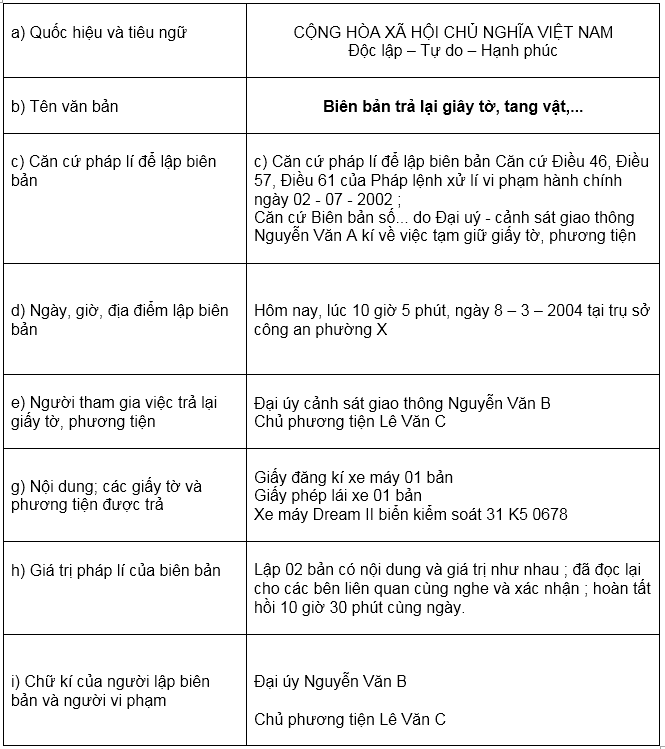 a) Quốc hiệu và tiêu ngữ
CỘNG HÒA XÃ HỘI CHỦ NGHĨA VIỆT NAM
Độc lập – Tự do – Hạnh phúc
b) Tên văn bản
Biên bản trả lại giây tờ, tang vật,...
c) Căn cứ pháp lí để lập biên
bản
c) Căn cứ pháp lí để lập biên bản Căn cứ Điều 46, Điều
57, Điều 61 của Pháp lệnh xử lí vi phạm hành chính
ngày 02 - 07 - 2002 ;
Căn cứ Biên bản số... do Đại uý - cảnh sát giao thông
Nguyễn Văn A kí về việc tạm giữ giấy tờ, phương tiện
d) Ngày, giờ, địa điểm lập biên
bản
Hôm nay, lúc 10 giờ 5 phút, ngày 8 – 3 – 2004 tại trụ sở
công an phường X
e) Người tham gia việc trả lại
giấy tờ, phương tiện
Đại úy cảnh sát giao thông Nguyễn Văn B
Chủ phương tiện Lê Văn C
g) Nội dung; các giấy tờ và
phương tiện được trả
Giấy đăng kí xe máy 01 bản
Giấy phép lái xe 01 bản
Xe máy Dream II biển kiểm soát 31 K5 0678
h) Giá trị pháp lí của biên bản
Lập 02 bản có nội dung và giá trị như nhau ; đã đọc lại
cho các bên liên quan cùng nghe và xác nhận ; hoàn tất
hồi 10 giờ 30 phút cùng ngày.
i) Chữ kí của người lập biên
bản và người vi phạm
Đại úy Nguyễn Văn B
Chủ phương tiện Lê Văn C